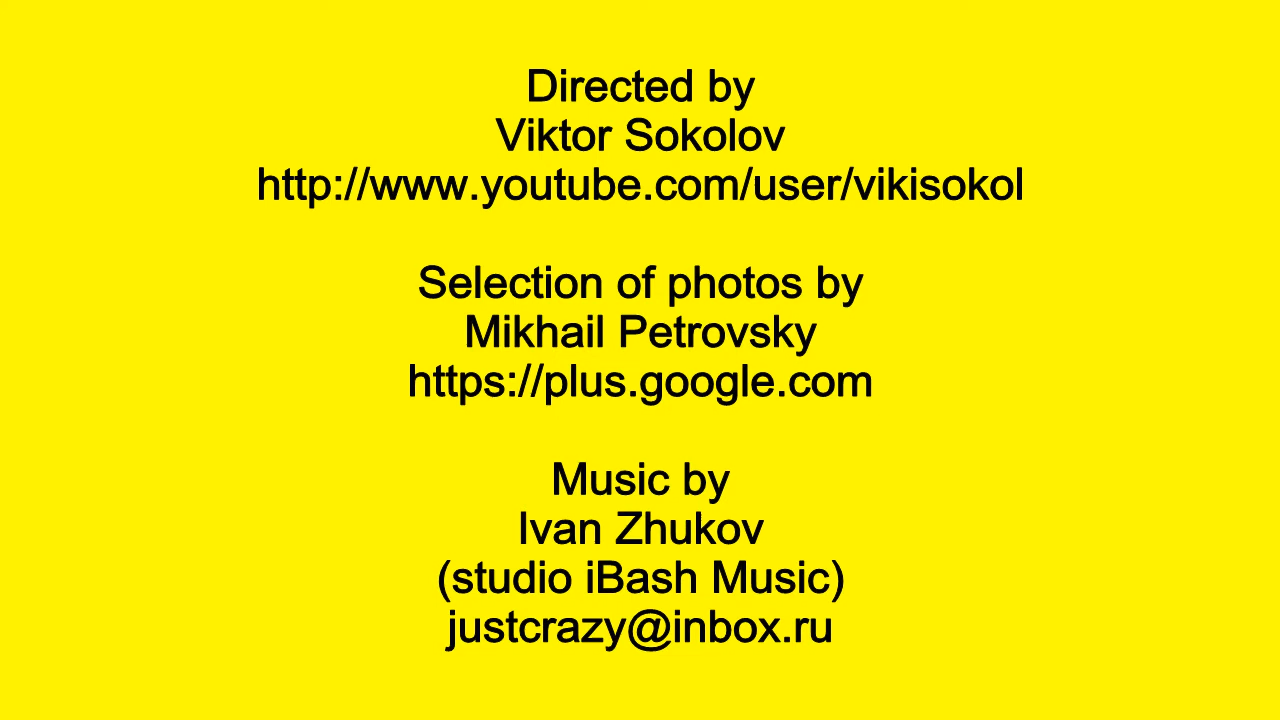 Directed by
Viktor Sokolov
http://www.youtube.com/user/vikisokol
Selection of photos by
Mikhail Petrovsky
https://plus.google.com
Music by
Ivan Zhukov
(studio iBash Music)
justcrazy@inbox.ru